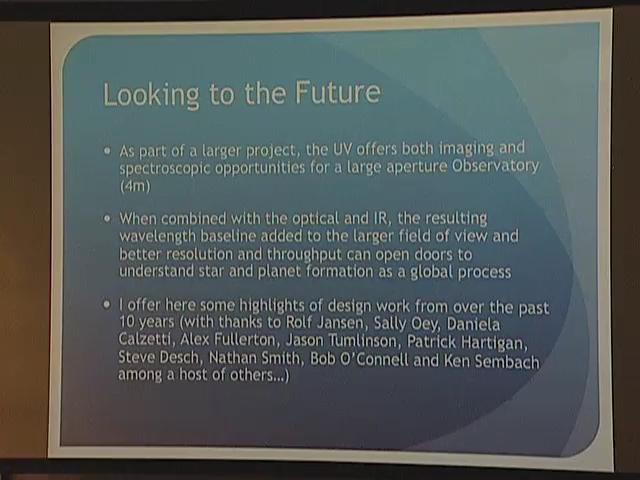 Looking to the Future
• As part of a larger project, the UV offers both imaging and
spectroscopic opportunities for a large aperture Observatory
(4m)
• When combined with the optical and IR, the resulting
wavelength baseline added to the larger field of view and
better resolution and throughput can open doors to
understand star and planet formation as a global process
• I offer here some highlights of design work from over the past
10 years (with thanks to Rolf Jansen, Sally Oey, Daniela
Calzetti, Alex Fullerton, Jason Tumlinson, Patrick Hartigan,
Steve Desch, Nathan Smith, Bob O'Connell and Ken Sembach
among a host of others...)